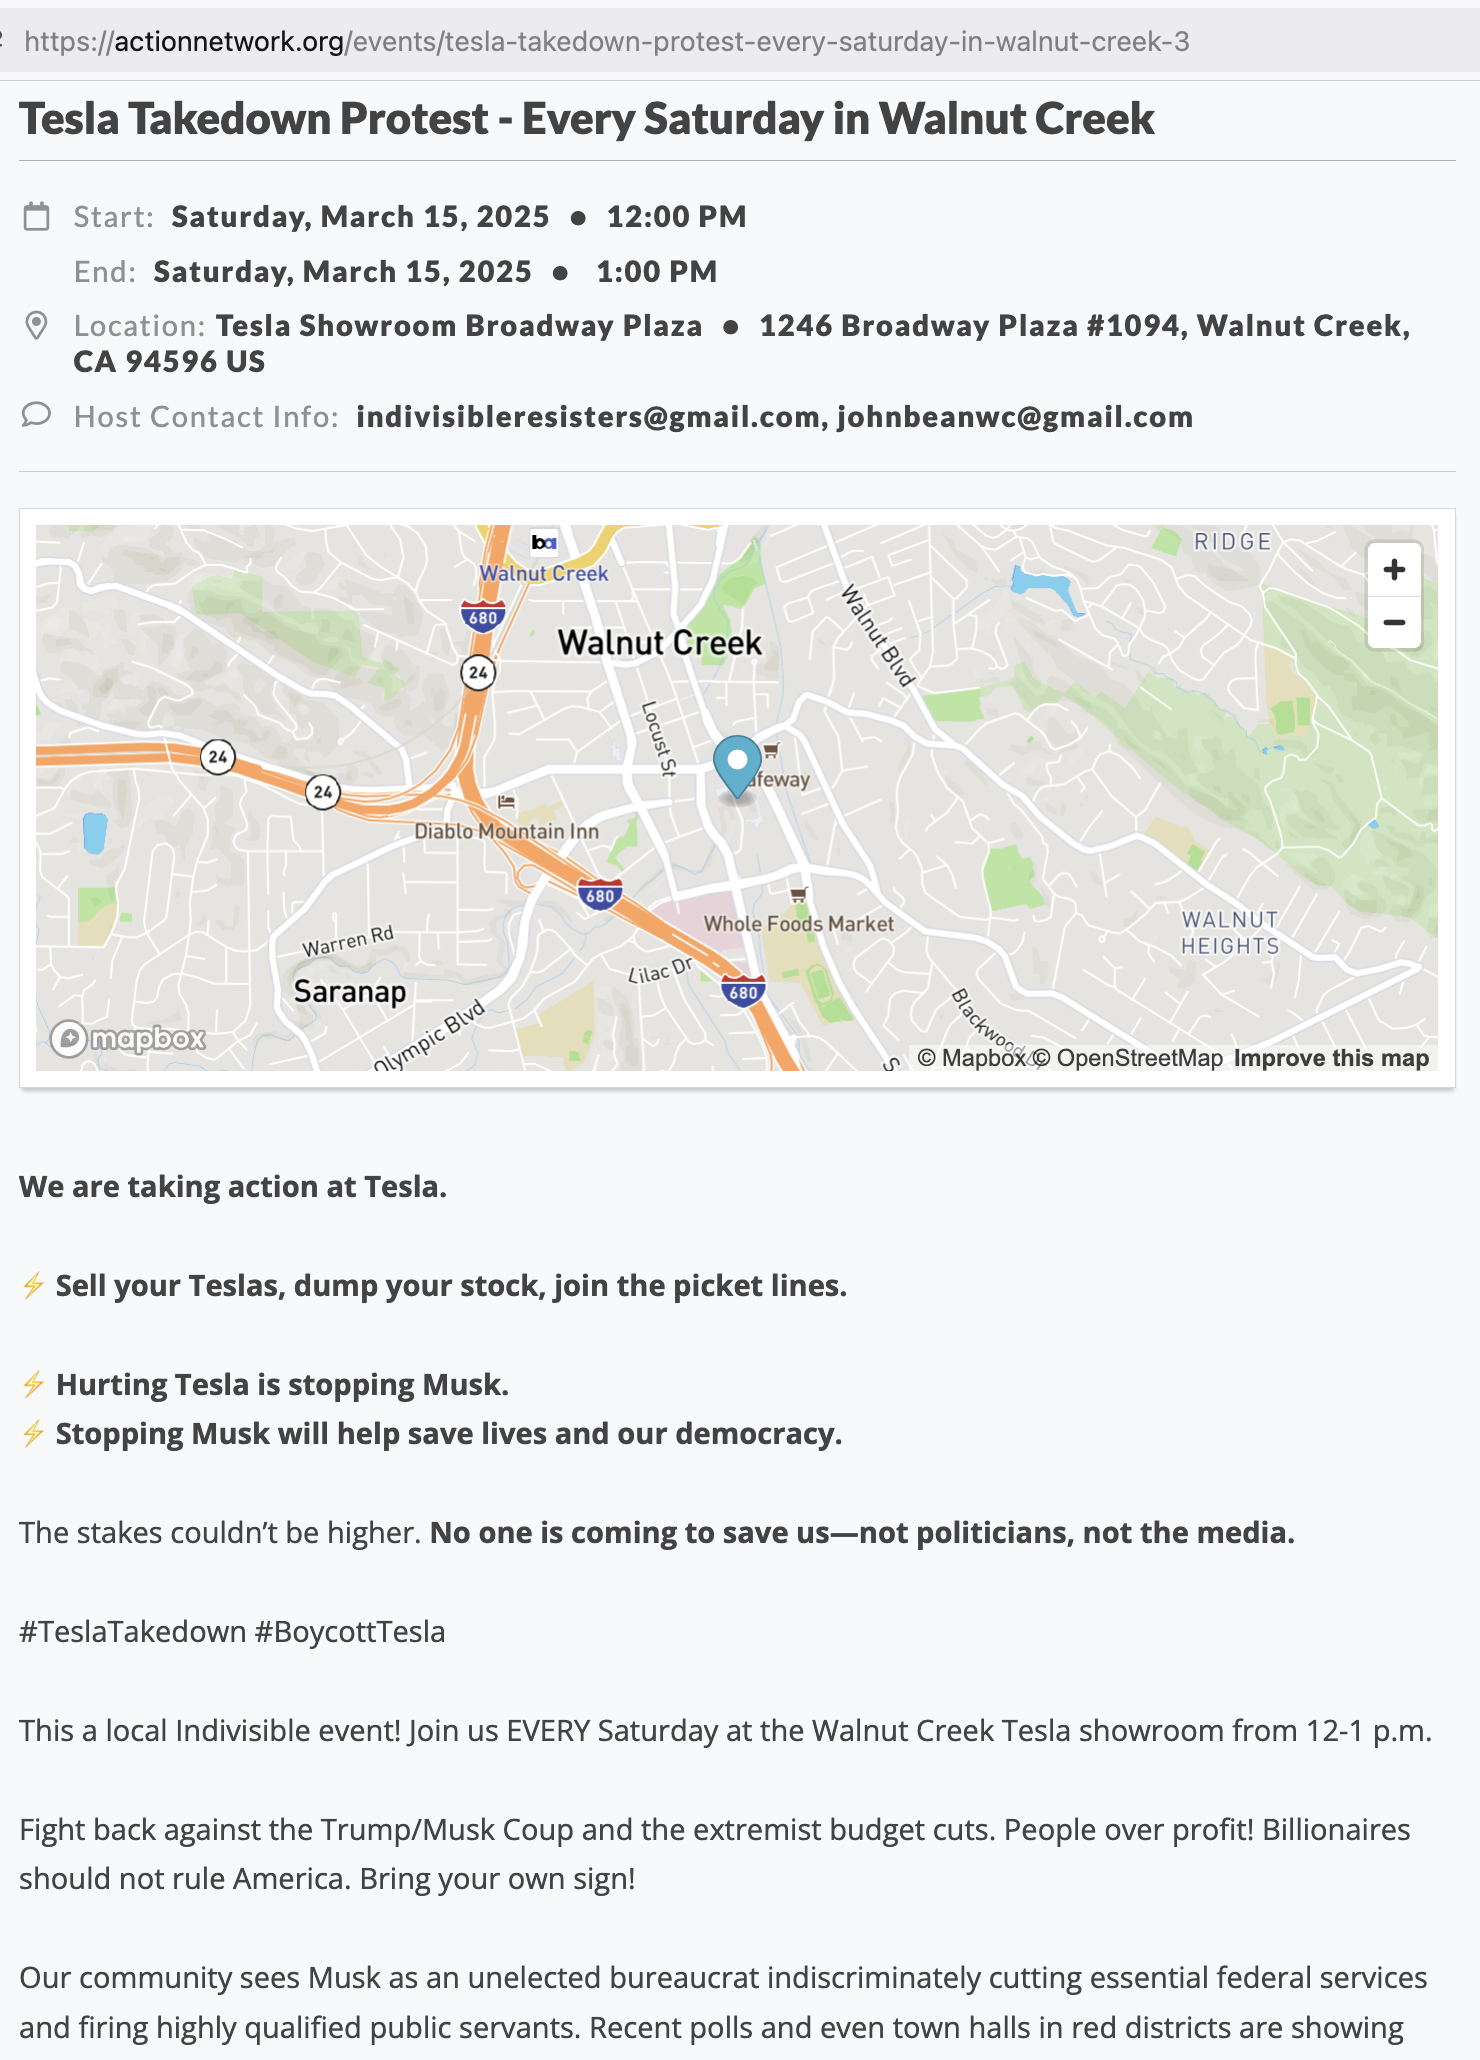 https://actionnetwork.org/events/tesla-takedown-protest-every-saturday-in-walnut-creek-3
Tesla Takedown Protest - Every Saturday in Walnut Creek
Start: Saturday, March 15, 2025 ● 12:00 PM
End: Saturday, March 15, 2025 ● 1:00 PM
Location: Tesla Showroom Broadway Plaza ● 1246 Broadway Plaza #1094, Walnut Creek,
CA 94596 US
Host Contact Info: indivisibleresisters@gmail.com, johnbeanwc@gmail.com
RIDGE
ba
Walnut Creek
+
−
680
Walnut Creek
Walnut Blvd
24
Locust St
24
afeway
24
Diablo Mountain Inn
680
Whole Foods Market
WALNUT
HEIGHTS
Warren Rd
Lilac Dr
Saranap
680
Olympic Blvd
Blackwood
mapbox
S
© Mapbox © OpenStreetMap Improve this map
We are taking action at Tesla.
⚡ Sell your Teslas, dump your stock, join the picket lines.
⚡ Hurting Tesla is stopping Musk.
⚡ Stopping Musk will help save lives and our democracy.
The stakes couldn’t be higher. No one is coming to save us—not politicians, not the media.
#TeslaTakedown #BoycottTesla
This a local Indivisible event! Join us EVERY Saturday at the Walnut Creek Tesla showroom from 12-1 p.m.
Fight back against the Trump/Musk Coup and the extremist budget cuts. People over profit! Billionaires
should not rule America. Bring your own sign!
Our community sees Musk as an unelected bureaucrat indiscriminately cutting essential federal services
and firing highly qualified public servants. Recent polls and even town halls in red districts are showing